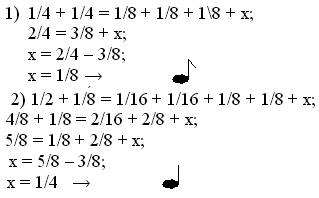 1) 1/4 + 1/4 = 1/8 + 1/8 + 1\8 + x;
2/4 = 3/8 + x;
x = 2/4 – 3/8;
x = 1/8 →
2) 1/2 + 1/8 = 1/16 + 1/16 + 1/8 + 1/8 + x;
4/8 + 1/8 = 2/16 + 2/8 + x;
5/8 = 1/8 + 2/8 + x;
x = 5/8 – 3/8;
x = 1/4 →